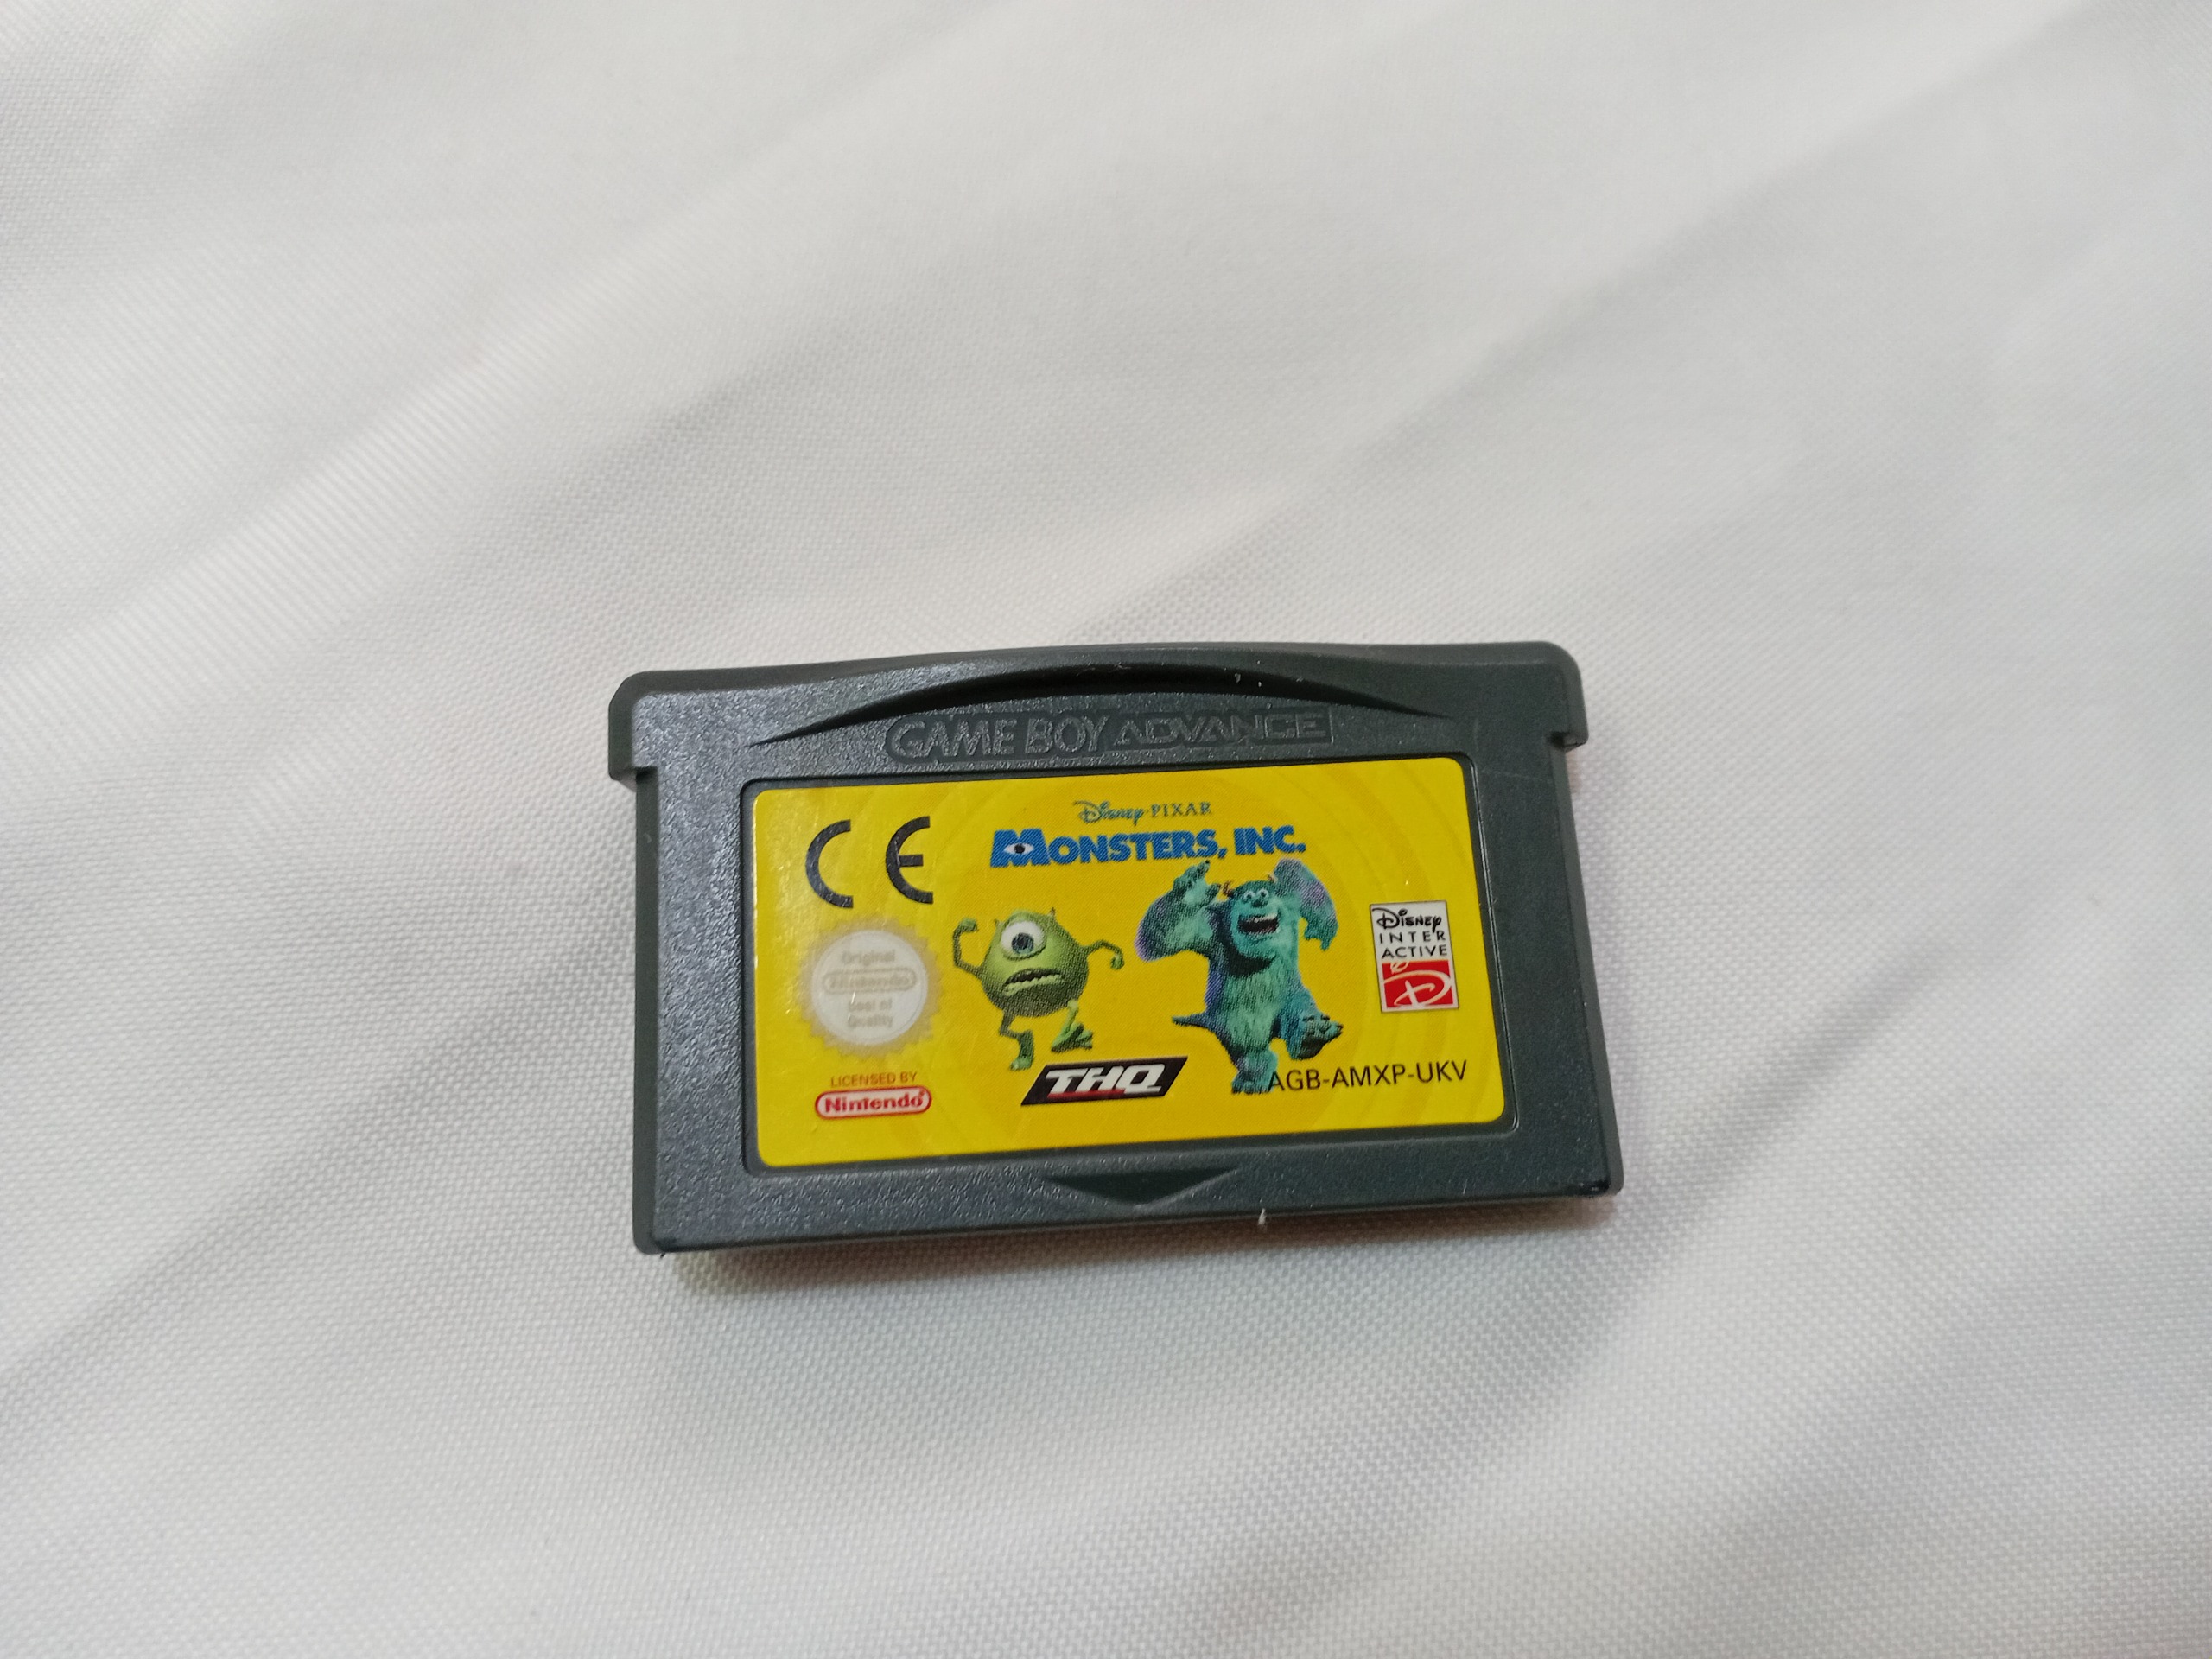 GAME BOY ADVANCE
CE
Disney·PIXAR
MONSTERS, INC.
Original
Nintendo
Seal of
Quality
DISNEY
INTER
ACTIVE
D
LICENSED BY
Nintendo
THQ
AGB-AMXP-UKV